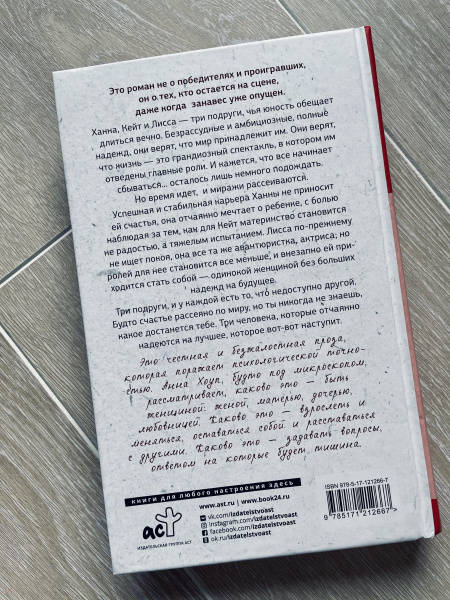 Это роман не о победителях и проигравших,
он о тех, кто остается на сцене,
даже когда занавес уже опущен.
Ханна, Кейт и Лисса — три подруги, чья юность обещает
длиться вечно. Безрассудные и амбициозные, полные
надежд, они верят, что мир принадлежит им. Они верят,
что жизнь — это грандиозный спектакль, в котором им
отведены главные роли. И кажется, что все начинает
сбываться... осталось лишь немного подождать.
Но время идет, и миражи рассеиваются.
Успешная и стабильная карьера Ханны не приносит
ей счастья, она отчаянно мечтает о ребенке, с болью
наблюдая за тем, как для Кейт материнство становится
не радостью, а тяжелым испытанием. Лисса по-прежнему
не ищет покоя, она все та же авантюристка, актриса; но
ролей для нее становится все меньше, и внезапно ей при-
ходится стать собой — одинокой женщиной без больших
надежд на будущее.
Три подруги, и у каждой есть то, что недоступно другой.
Будто счастье рассеяно по миру, но ты никогда не знаешь,
какое достанется тебе. Три человека, которые отчаянно
надеются на лучшее, которое вот-вот наступит.
Это честная и безжалостная проза,
которая поражает психологической точно-
стью. Анна Хоуп, будто под микроскопом,
рассматривает, каково это — быть
женщиной: женой, матерью, дочерью,
любовницей. Каково это — взрослеть и
меняться, оставаться собой и расставаться
с другими. Каково это — задавать вопросы,
ответом на которые будет тишина.
книги для любого настроения здесь
www.ast.ru | www.book24.ru
vk.com/izdatelstvoast
instagram.com/izdatelstvoast
facebook.com/izdatelstvoast
ok.ru/izdatelstvoast
аст
ИЗДАТЕЛЬСКАЯ ГРУППА АСТ
ISBN 978-5-17-121266-7
9785171212667>